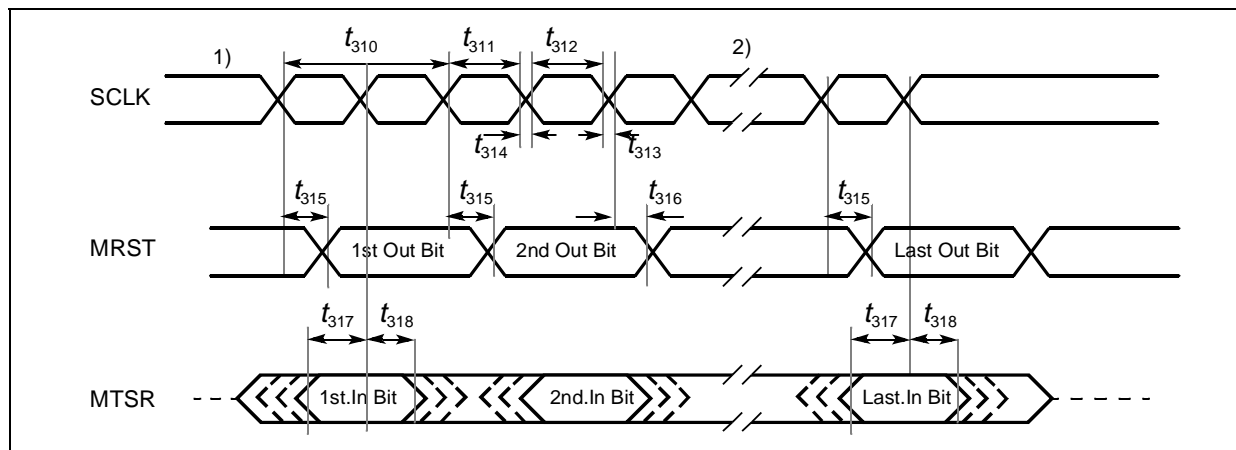 1) t310 t311 t312 2)
SCLK
t314 t313
t315 t315 t316 t315
MRST 1st Out Bit 2nd Out Bit Last Out Bit
t317 t318 t317 t318
MTSR 1st.In Bit 2nd.In Bit Last.In Bit